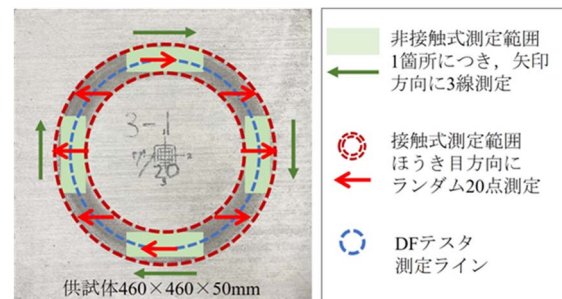 3-1
20
供試体460×460×50mm
非接触式測定範囲
1箇所につき，矢印
方向に3線測定
接触式測定範囲
ほうき目方向に
ランダム20点測定
DFテスタ
測定ライン